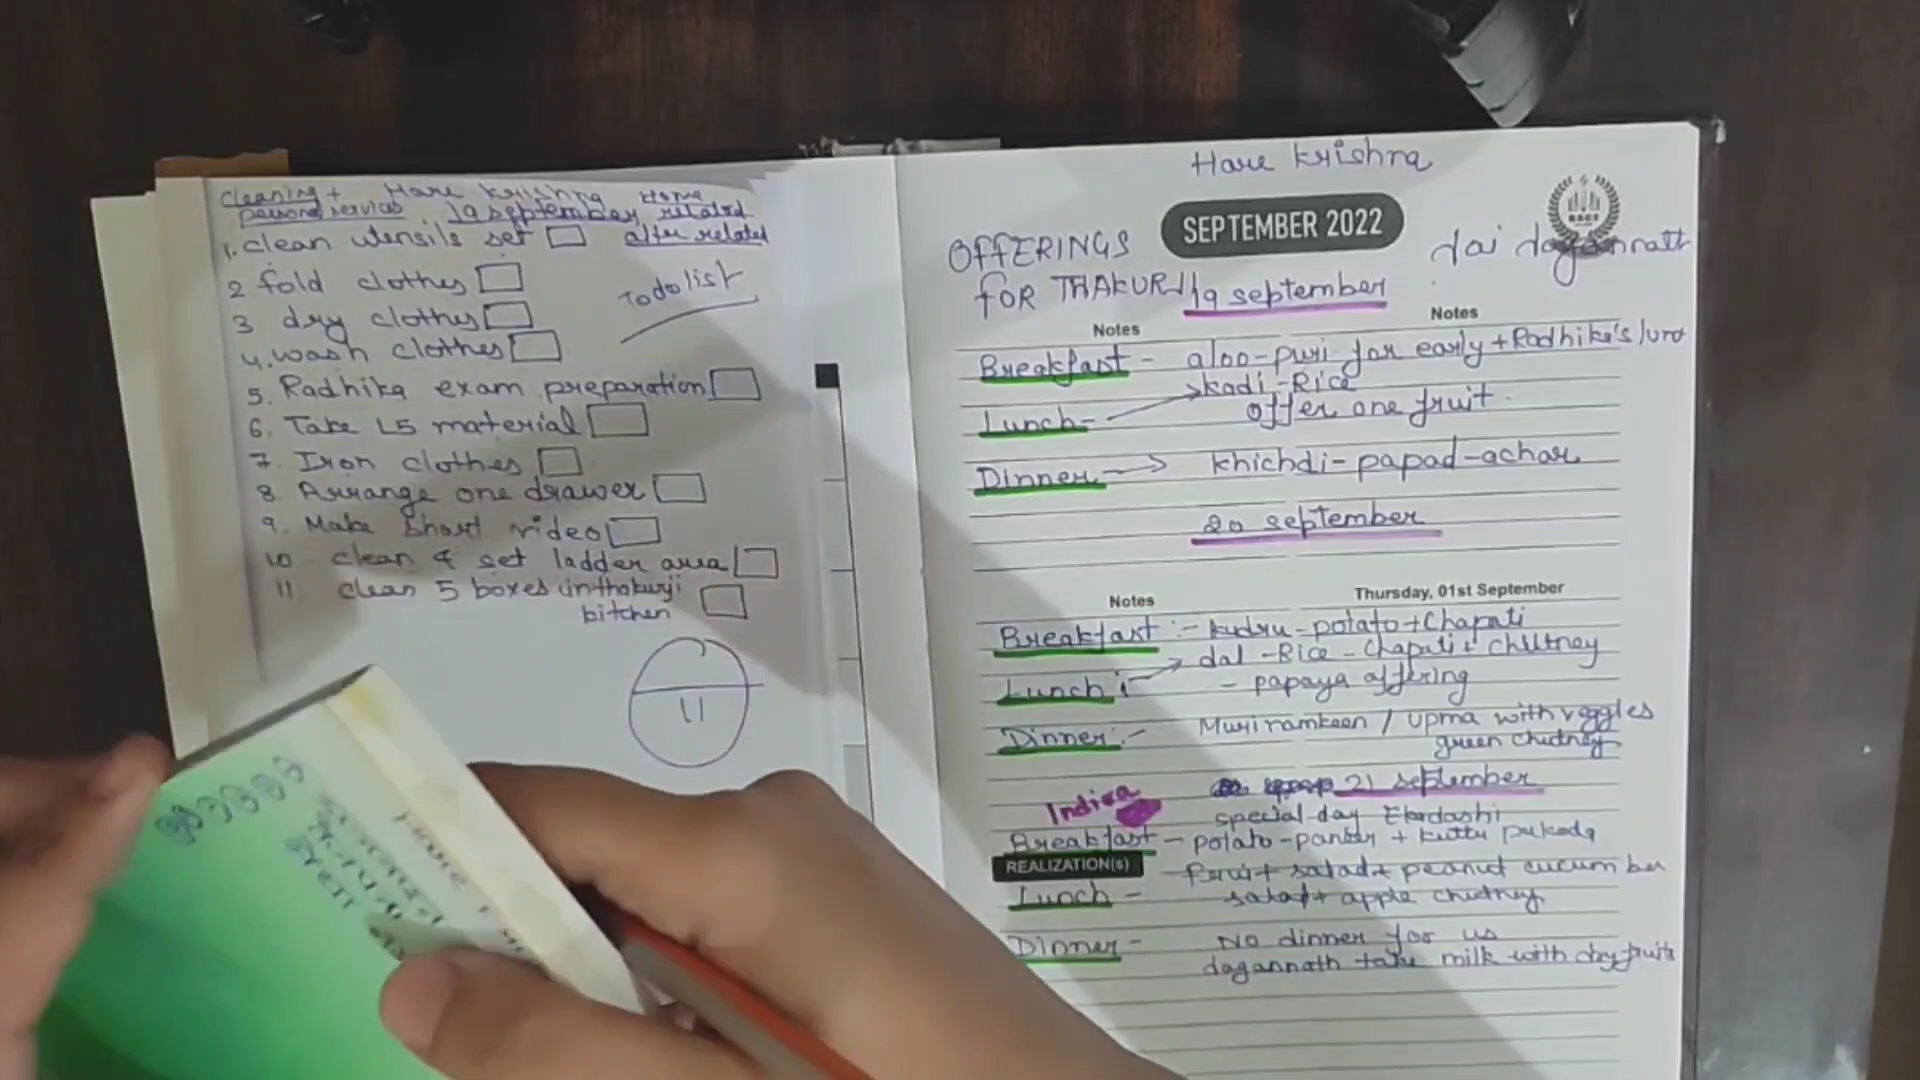 cleaning + Hare Krishna Home
personal services 19 september related
1. clean utensils set after related
2 fold clothes Todo list
3 dry clothes
4. wash clothes
5. Radhika exam preparation
6. Take L5 material
7. Iron clothes
8. Arrange one drawer
9. Make short video
10 clean & set ladder area
11 clean 5 boxes in thakurji
kitchen
11
Hare Krishna
SEPTEMBER 2022
OFFERINGS Jai Jagannath
FOR THAKURJI 19 september
Notes Notes
Breakfast - aloo-puri for early + Radhika's
kadi-Rice
Lunch - offer one fruit
Dinner khichdi-papad-achar
20 september
Notes Thursday, 01st September
Breakfast :- kudru-potato + Chapati
dal-Rice-Chapati +
Lunch - papaya offering
Dinner :- Muri namkeen / upma with veggies
green chutney
21 september
Indira special day Ekadashi
Breakfast - potato-paneer + kuttu pakoda
REALIZATION(s) fruit salad + peanut cucumber
Lunch - salad + apple chutney
Dinner - No dinner for us
Jagannath take milk with dry fruits